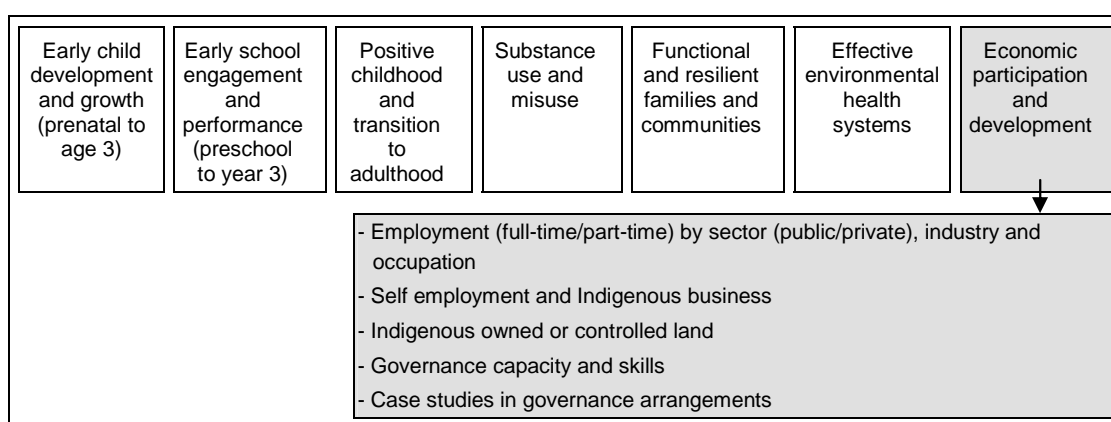 Early child
development
and growth
(prenatal to
age 3)
Early school
engagement
and
performance
(preschool
to year 3)
Positive
childhood
and
transition
to
adulthood
Substance
use and
misuse
Functional
and resilient
families and
communities
Effective
environmental
health
systems
Economic
participation
and
development
- Employment (full-time/part-time) by sector (public/private), industry and
occupation
- Self employment and Indigenous business
- Indigenous owned or controlled land
- Governance capacity and skills
- Case studies in governance arrangements